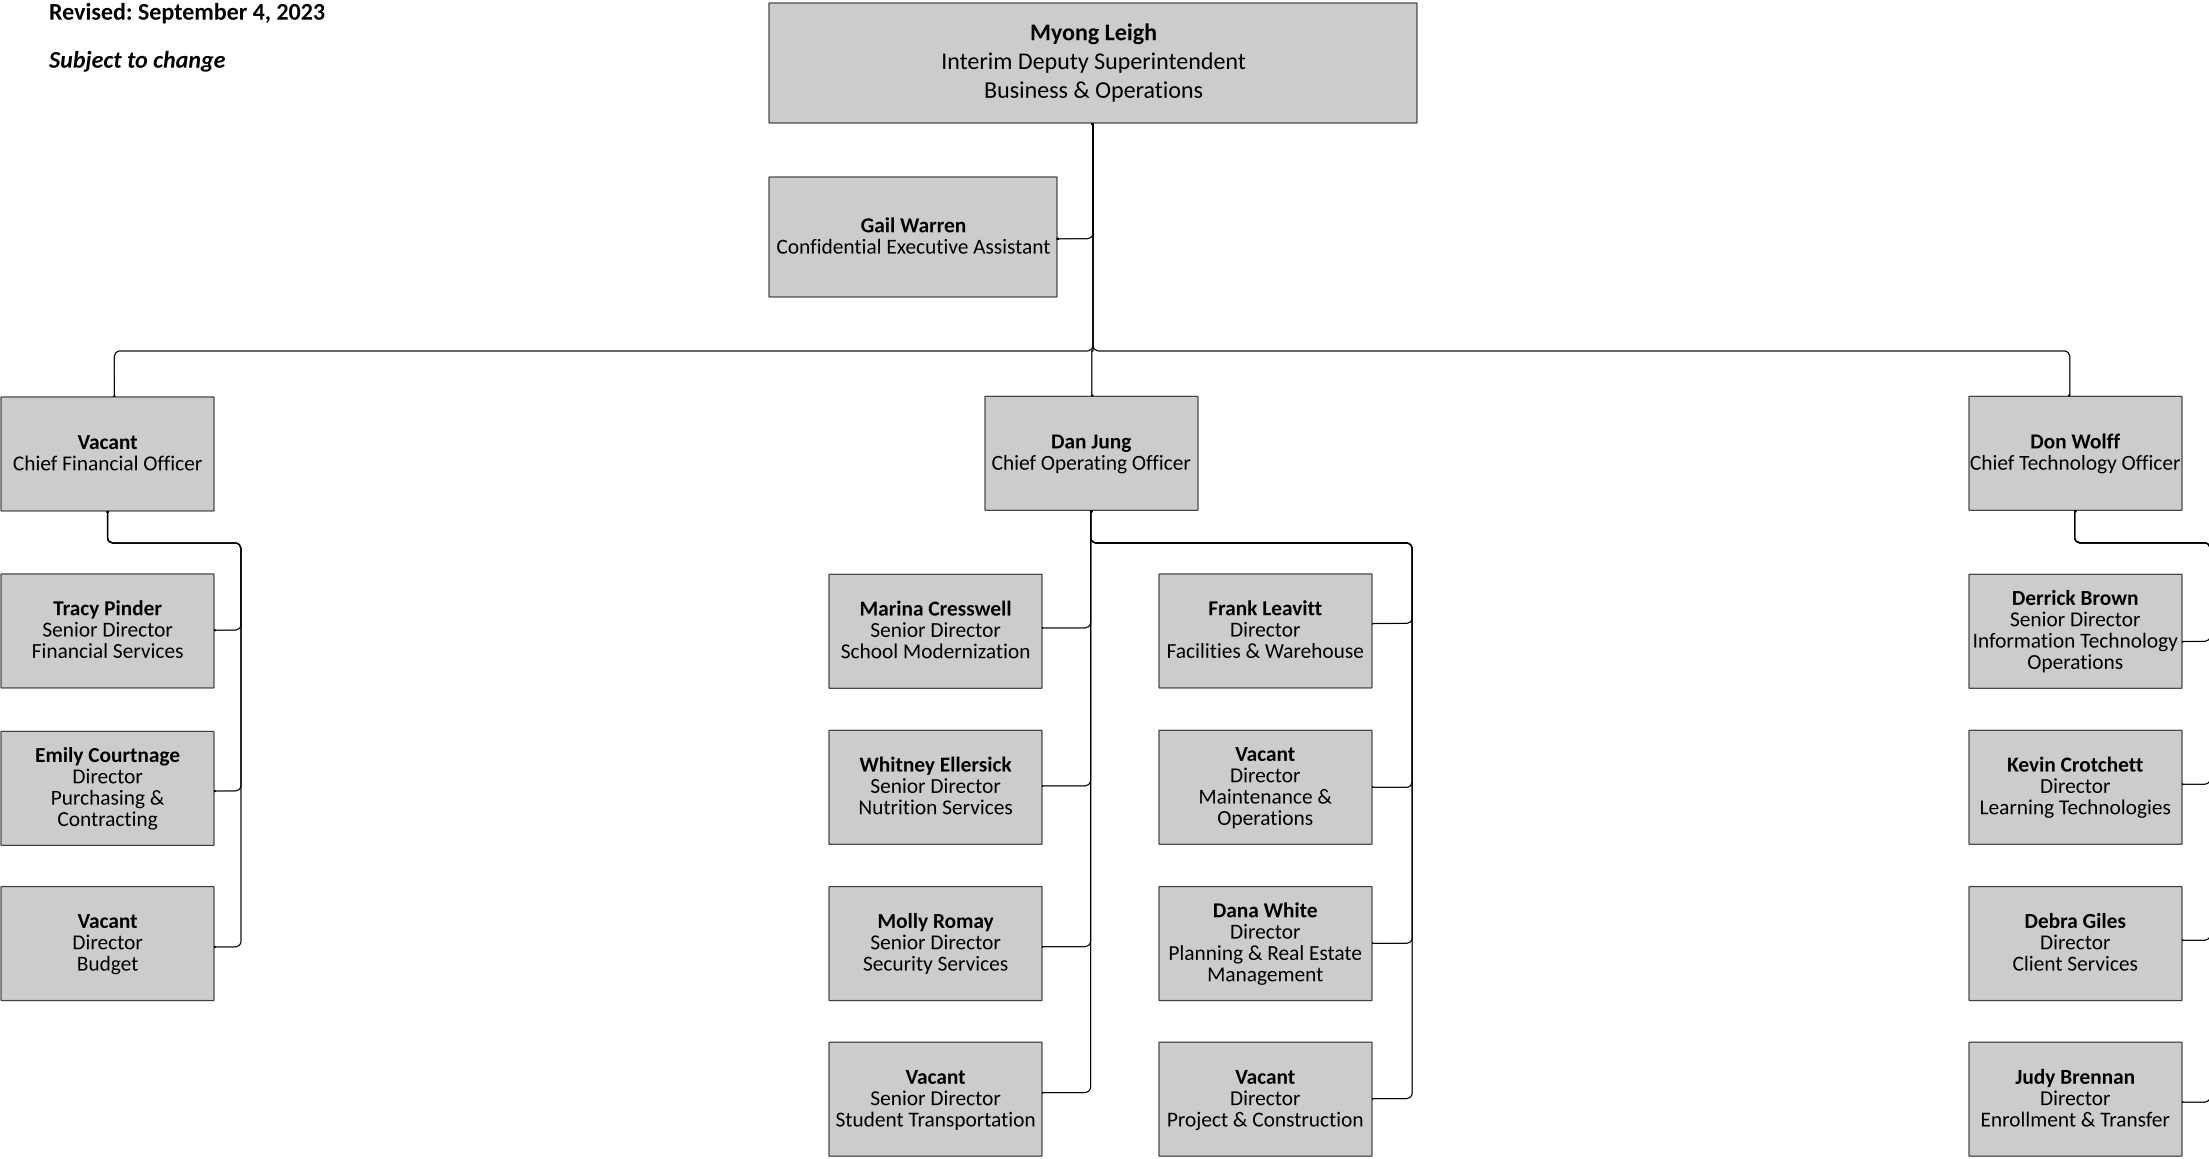 Revised: September 4, 2023
Subject to change
Myong Leigh
Interim Deputy Superintendent
Business & Operations
Gail Warren
Confidential Executive Assistant
Vacant
Chief Financial Officer
Dan Jung
Chief Operating Officer
Don Wolff
Chief Technology Officer
Tracy Pinder
Senior Director
Financial Services
Emily Courtnage
Director
Purchasing &
Contracting
Vacant
Director
Budget
Marina Cresswell
Senior Director
School Modernization
Whitney Ellersick
Senior Director
Nutrition Services
Molly Romay
Senior Director
Security Services
Vacant
Senior Director
Student Transportation
Frank Leavitt
Director
Facilities & Warehouse
Vacant
Director
Maintenance &
Operations
Dana White
Director
Planning & Real Estate
Management
Vacant
Director
Project & Construction
Derrick Brown
Senior Director
Information Technology
Operations
Kevin Crotchett
Director
Learning Technologies
Debra Giles
Director
Client Services
Judy Brennan
Director
Enrollment & Transfer